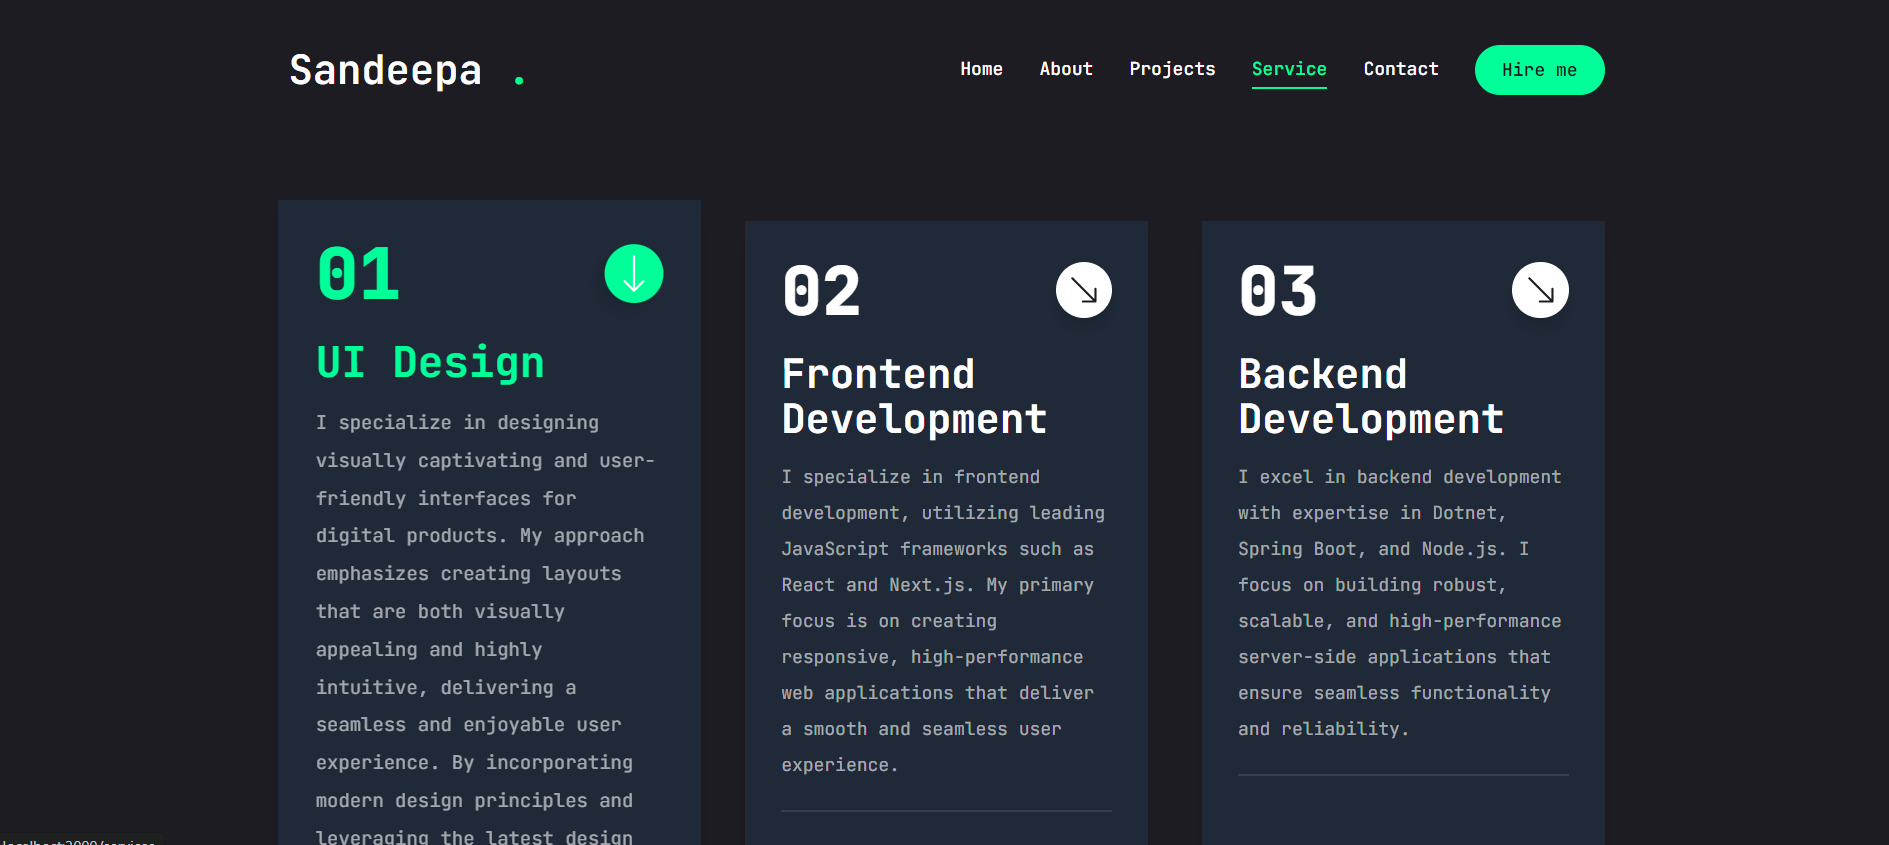 Sandeepa .
Home About Projects Service Contact Hire me
01
UI Design
I specialize in designing
visually captivating and user-
friendly interfaces for
digital products. My approach
emphasizes creating layouts
that are both visually
appealing and highly
intuitive, delivering a
seamless and enjoyable user
experience. By incorporating
modern design principles and
leveraging the latest design
02
Frontend
Development
I specialize in frontend
development, utilizing leading
JavaScript frameworks such as
React and Next.js. My primary
focus is on creating
responsive, high-performance
web applications that deliver
a smooth and seamless user
experience.
03
Backend
Development
I excel in backend development
with expertise in Dotnet,
Spring Boot, and Node.js. I
focus on building robust,
scalable, and high-performance
server-side applications that
ensure seamless functionality
and reliability.